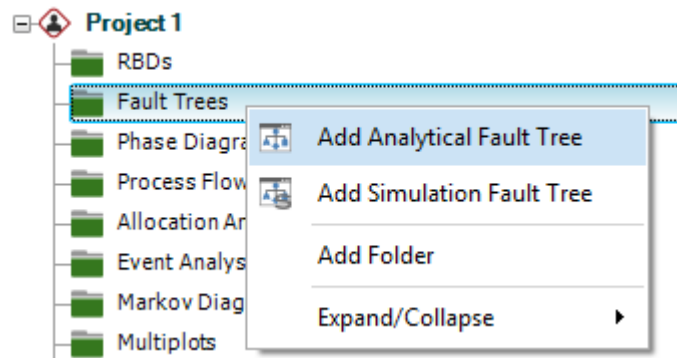 Project 1
RBDs
Fault Trees
Phase Diagra
Process Flow
Allocation An
Event Analys
Markov Diag
Multiplots
Add Analytical Fault Tree
Add Simulation Fault Tree
Add Folder
Expand/Collapse